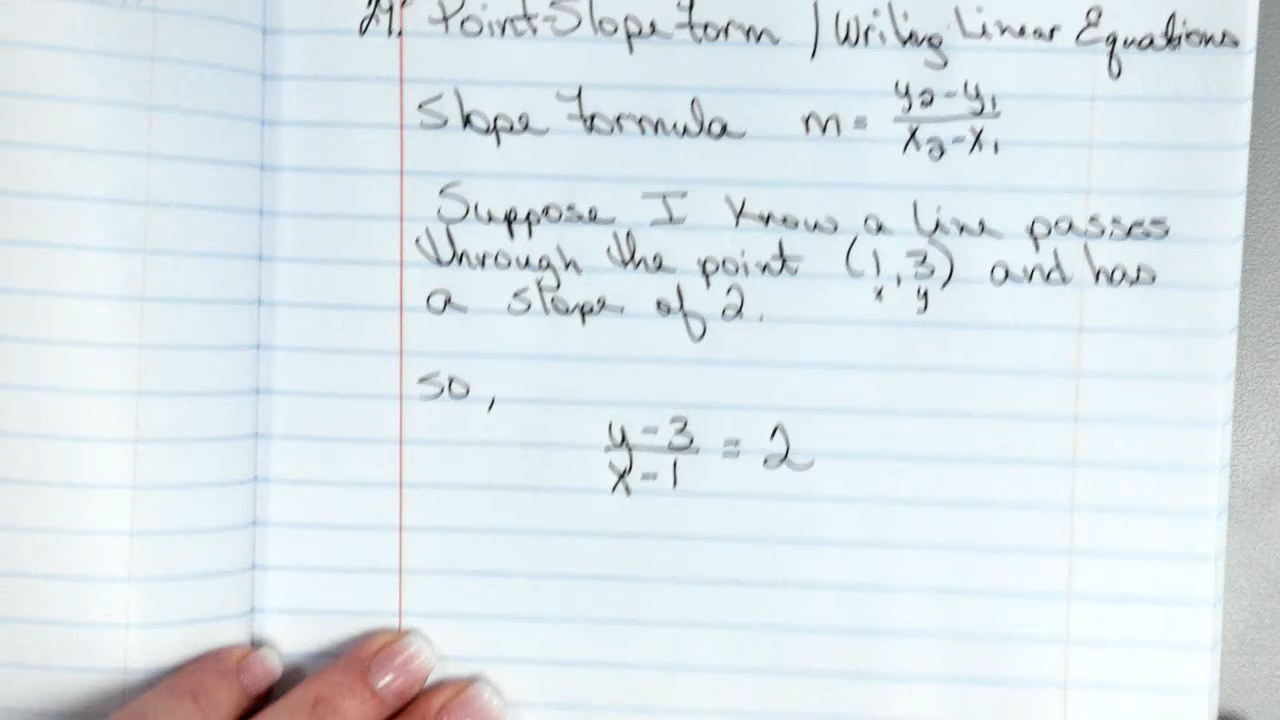 24. Point-Slope form / Writing Linear Equations
Slope formula m = y₂-y₁ / x₂-x₁
Suppose I know a line passes
through the point (1, 3) and has
x y
a slope of 2.
so,
y-3 / x-1 = 2